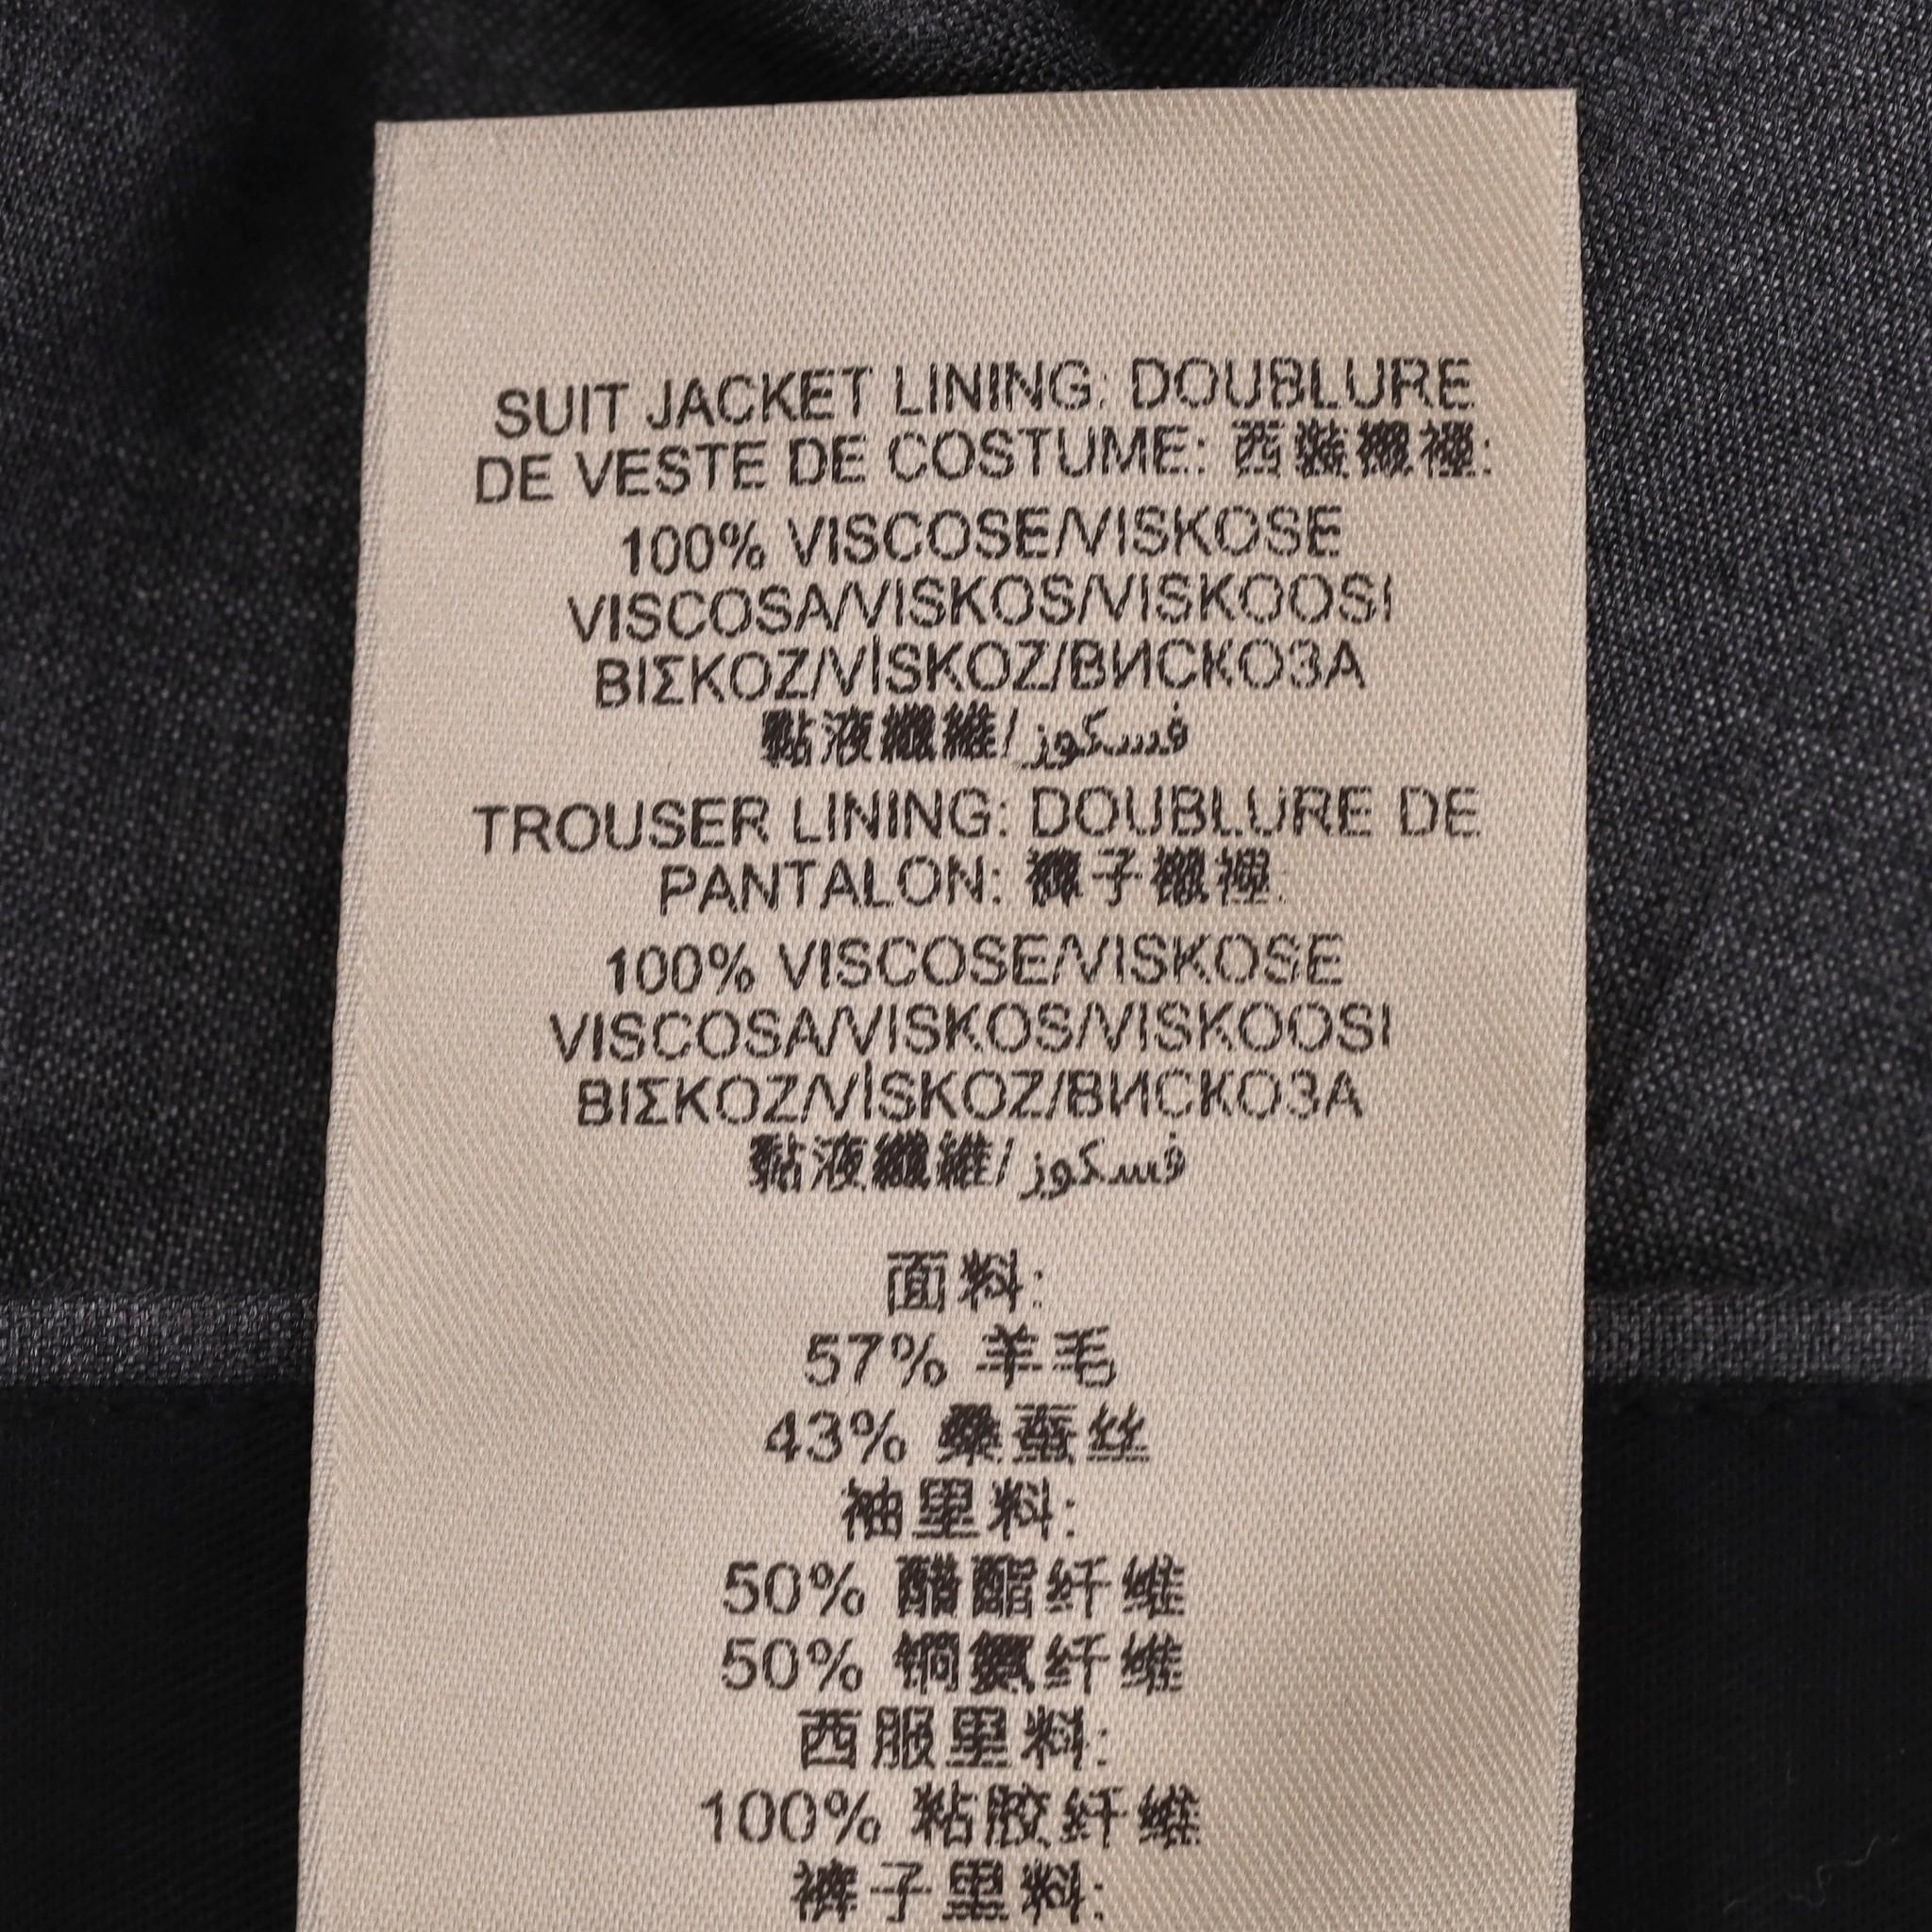 SUIT JACKET LINING: DOUBLURE
DE VESTE DE COSTUME: 西裝襯裡:
100% VISCOSE/VISKOSE
VISCOSA/VISKOS/VISKOOSI
ΒΙΣΚΟΖ/VİSKOZ/ВИСКОЗА
黏液纖維/فسكوز
TROUSER LINING: DOUBLURE DE
PANTALON: 褲子襯裡:
100% VISCOSE/VISKOSE
VISCOSA/VISKOS/VISKOOSI
ΒΙΣΚΟΖ/VİSKOZ/ВИСКОЗА
黏液纖維/فسكوز
面料:
57% 羊毛
43% 桑蚕丝
袖里料:
50% 醋酯纤维
50% 铜氨纤维
西服里料:
100% 粘胶纤维
裤子里料: